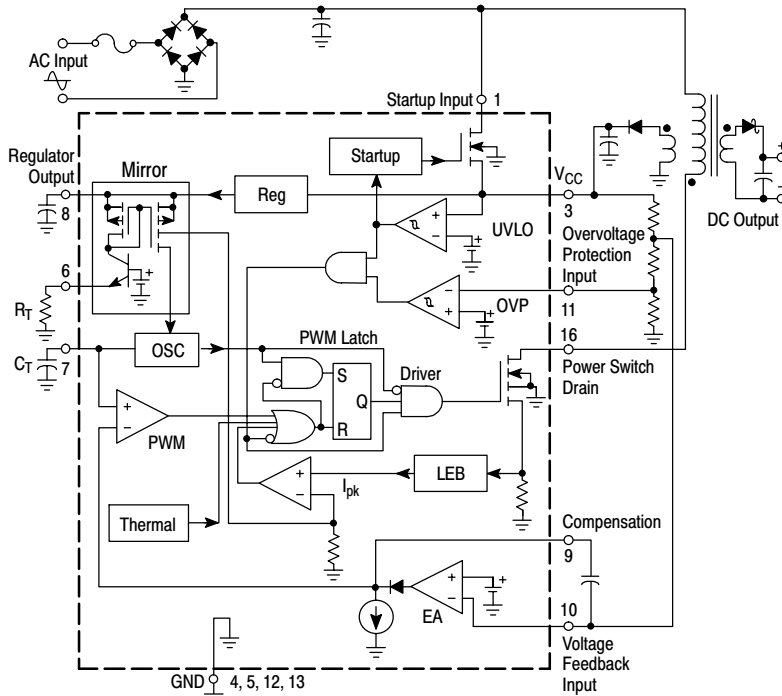 AC Input
Startup Input 1
Regulator
Output
8
Mirror
Startup
Reg
VCC
3
UVLO
DC Output
Overvoltage
Protection
Input
11
OVP
6
RT
16
Power Switch
Drain
CT
7
OSC
PWM Latch
Driver
S
Q
R
PWM
Ipk
LEB
Thermal
Compensation
9
EA
10
Voltage
Feedback
Input
GND 4, 5, 12, 13